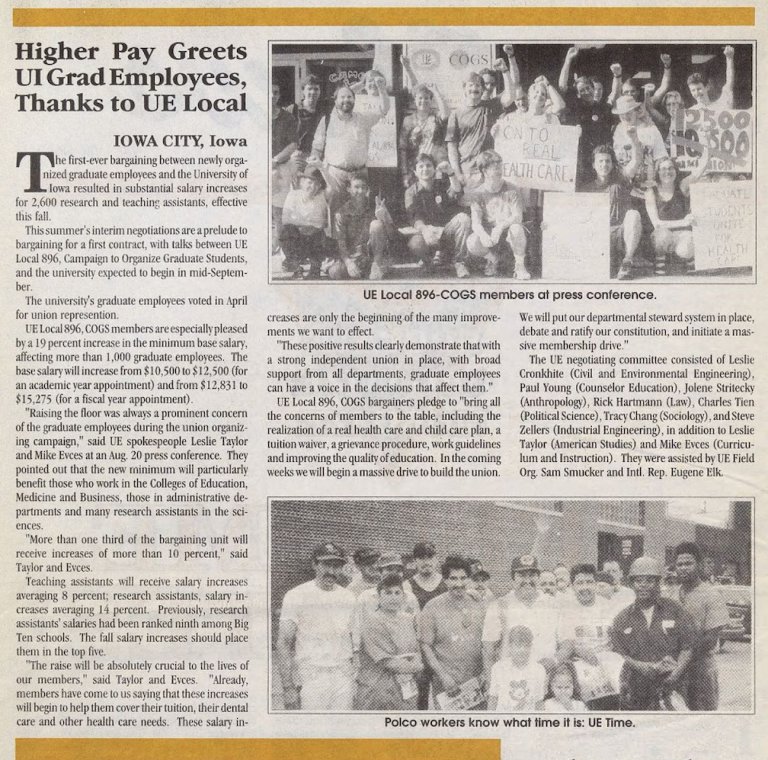 Higher Pay Greets
UI Grad Employees,
Thanks to UE Local
IOWA CITY, Iowa
The first-ever bargaining between newly orga-
nized graduate employees and the University of
Iowa resulted in substantial salary increases
for 2,600 research and teaching assistants, effective
this fall.
This summer's interim negotiations are a prelude to
bargaining for a first contract, with talks between UE
Local 896, Campaign to Organize Graduate Students,
and the university expected to begin in mid-Septem-
ber.
The university's graduate employees voted in April
for union represention.
UE Local 896, COGS members are especially pleased
by a 19 percent increase in the minimum base salary,
affecting more than 1,000 graduate employees. The
base salary will increase from $10,500 to $12,500 (for
an academic year appointment) and from $12,831 to
$15,275 (for a fiscal year appointment).
"Raising the floor was always a prominent concern
of the graduate employees during the union organiz-
ing campaign," said UE spokespeople Leslie Taylor
and Mike Evces at an Aug. 20 press conference. They
pointed out that the new minimum will particularly
benefit those who work in the Colleges of Education,
Medicine and Business, those in administrative de-
partments and many research assistants in the sci-
ences.
"More than one third of the bargaining unit will
receive increases of more than 10 percent," said
Taylor and Evces.
Teaching assistants will receive salary increases
averaging 8 percent; research assistants, salary in-
creases averaging 14 percent. Previously, research
assistants' salaries had been ranked ninth among Big
Ten schools. The fall salary increases should place
them in the top five.
"The raise will be absolutely crucial to the lives of
our members," said Taylor and Evces. "Already,
members have come to us saying that these increases
will begin to help them cover their tuition, their dental
care and other health care needs. These salary in-
COGS
ON TO
REAL
HEALTH CARE.
12500
10,500
GRADUATE
STUDENTS
UNITE
FOR
HEALTH
CARE
UE Local 896-COGS members at press conference.
creases are only the beginning of the many improve-
ments we want to effect.
"These positive results clearly demonstrate that with
a strong independent union in place, with broad
support from all departments, graduate employees
can have a voice in the decisions that affect them."
UE Local 896, COGS bargainers pledge to "bring all
the concerns of members to the table, including the
realization of a real health care and child care plan, a
tuition waiver, a grievance procedure, work guidelines
and improving the quality of education. In the coming
weeks we will begin a massive drive to build the union.
We will put our departmental steward system in place,
debate and ratify our constitution, and initiate a mas-
sive membership drive."
The UE negotiating committee consisted of Leslie
Cronkhite (Civil and Environmental Engineering),
Paul Young (Counselor Education), Jolene Stritecky
(Anthropology), Rick Hartmann (Law), Charles Tien
(Political Science), Tracy Chang (Sociology), and Steve
Zellers (Industrial Engineering), in addition to Leslie
Taylor (American Studies) and Mike Evces (Curricu-
lum and Instruction). They were assisted by UE Field
Org. Sam Smucker and Intl. Rep. Eugene Elk.
Polco workers know what time it is: UE Time.